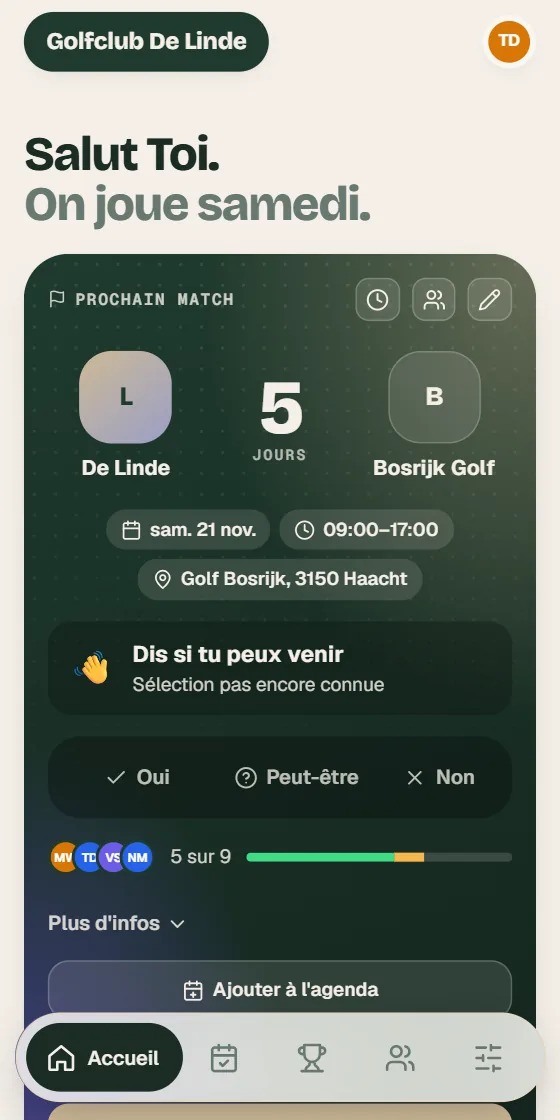 Golfclub De Linde
TD
Salut Toi.
On joue samedi.
PROCHAIN MATCH
L
5
B
JOURS
De Linde
Bosrijk Golf
sam. 21 nov.
09:00–17:00
Golf Bosrijk, 3150 Haacht
Dis si tu peux venir
Sélection pas encore connue
Oui
Peut-être
Non
TD
VS
NM
5 sur 9
Plus d'infos
Ajouter à l'agenda
Accueil